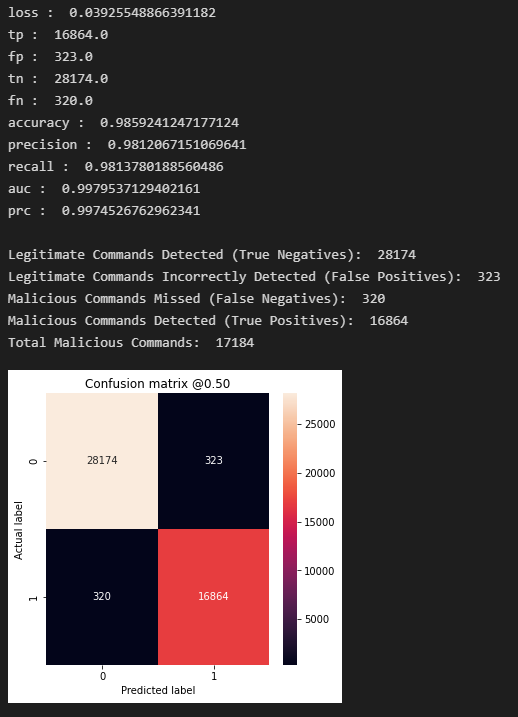 loss :  0.03925548866391182
tp :  16864.0
fp :  323.0
tn :  28174.0
fn :  320.0
accuracy :  0.9859241247177124
precision :  0.9812067151069641
recall :  0.9813780188560486
auc :  0.9979537129402161
prc :  0.9974526762962341
Legitimate Commands Detected (True Negatives):  28174
Legitimate Commands Incorrectly Detected (False Positives):  323
Malicious Commands Missed (False Negatives):  320
Malicious Commands Detected (True Positives):  16864
Total Malicious Commands:  17184
Confusion matrix @0.50
Actual label
0
28174
323
1
320
16864
0
1
Predicted label
25000
20000
15000
10000
5000